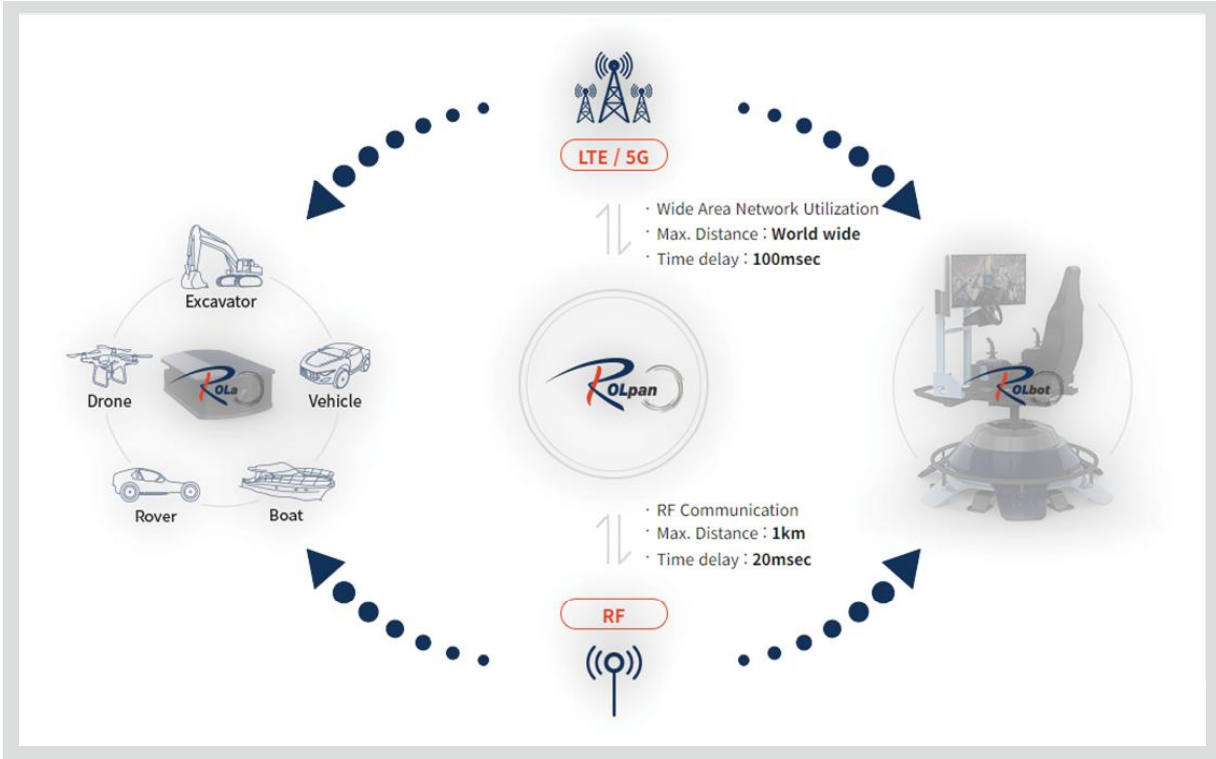 LTE / 5G
· Wide Area Network Utilization
· Max. Distance : World wide
· Time delay : 100msec
Excavator
Drone
ROLa
Vehicle
Rover
Boat
ROLpan
ROLbot
· RF Communication
· Max. Distance : 1km
· Time delay : 20msec
RF